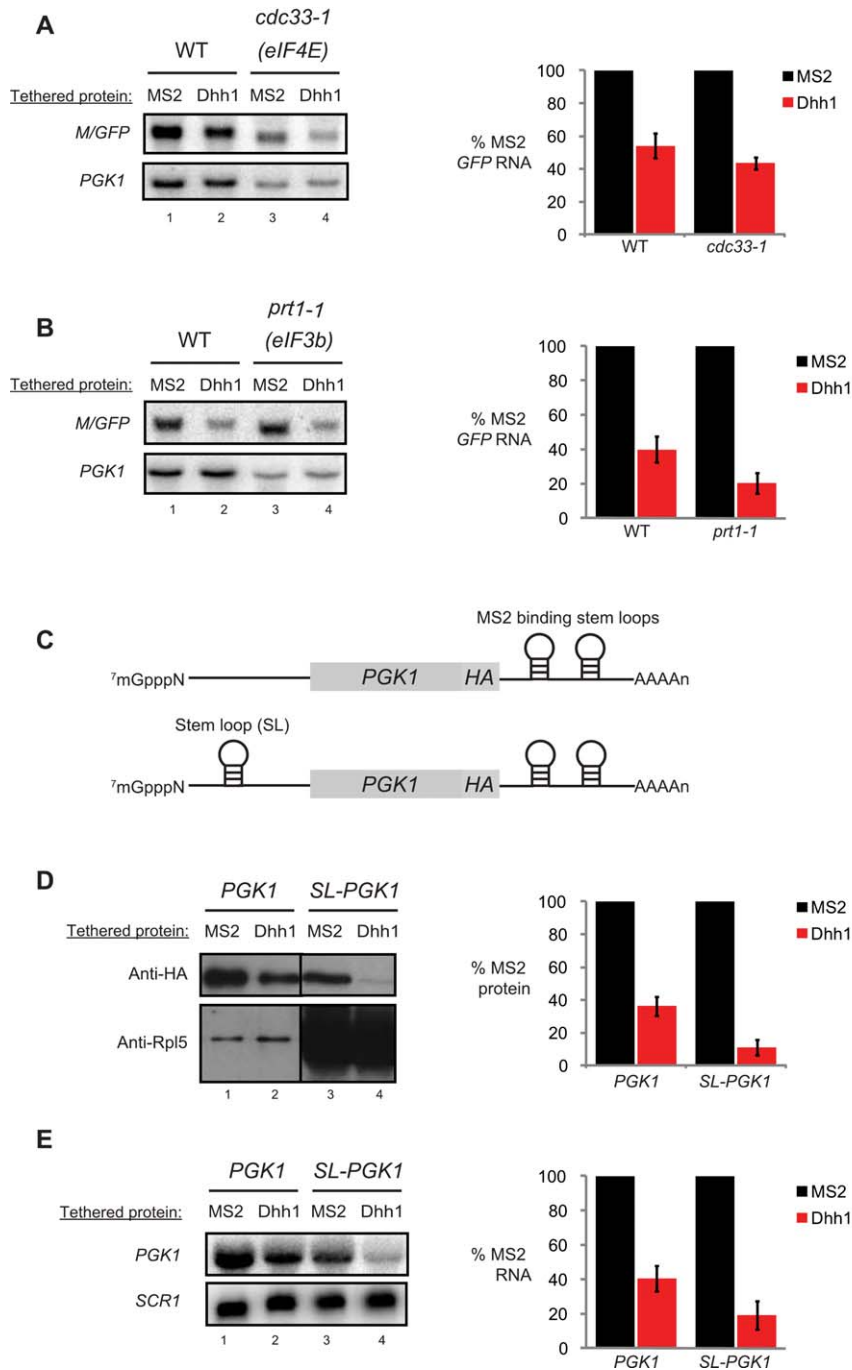 A
WT
cdc33-1
(eIF4E)
Tethered protein: MS2 Dhh1 MS2 Dhh1
M/GFP
PGK1
1 2 3 4
% MS2
GFP RNA
100
80
60
40
20
0
WT cdc33-1
MS2
Dhh1
B
WT
prt1-1
(eIF3b)
Tethered protein: MS2 Dhh1 MS2 Dhh1
M/GFP
PGK1
1 2 3 4
% MS2
GFP RNA
100
80
60
40
20
0
WT prt1-1
MS2
Dhh1
C
MS2 binding stem loops
⁷mGpppN PGK1 HA AAAAn
Stem loop (SL)
⁷mGpppN PGK1 HA AAAAn
D
PGK1 SL-PGK1
Tethered protein: MS2 Dhh1 MS2 Dhh1
Anti-HA
Anti-Rpl5
1 2 3 4
% MS2
protein
100
80
60
40
20
0
PGK1 SL-PGK1
MS2
Dhh1
E
PGK1 SL-PGK1
Tethered protein: MS2 Dhh1 MS2 Dhh1
PGK1
SCR1
1 2 3 4
% MS2
RNA
100
80
60
40
20
0
PGK1 SL-PGK1
MS2
Dhh1